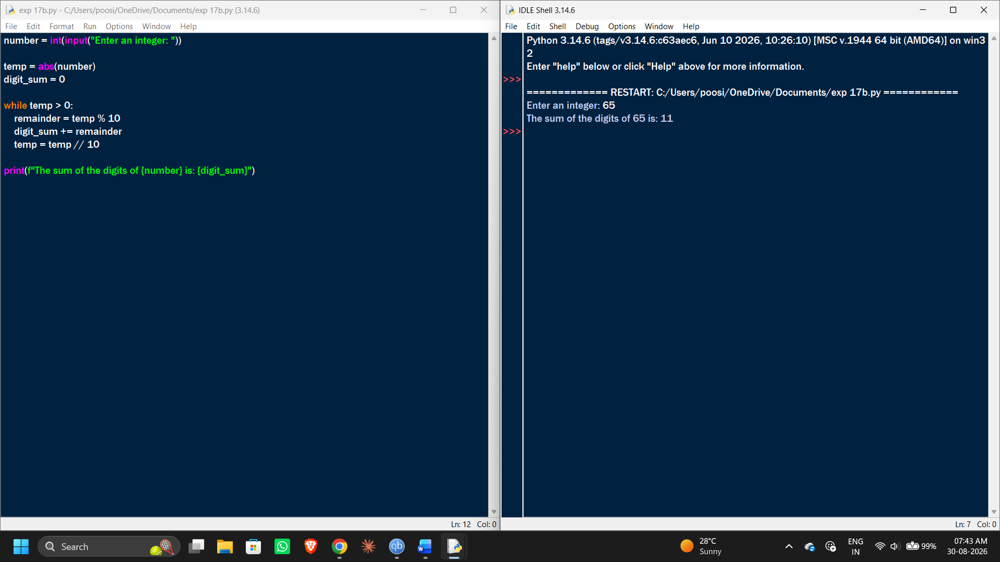 exp 17b.py - C:/Users/poosi/OneDrive/Documents/exp 17b.py (3.14.6)
File Edit Format Run Options Window Help
number = int(input("Enter an integer: "))
temp = abs(number)
digit_sum = 0
while temp > 0:
    remainder = temp % 10
    digit_sum += remainder
    temp = temp // 10
print(f"The sum of the digits of {number} is: {digit_sum}")
Ln: 12 Col: 0
IDLE Shell 3.14.6
File Edit Shell Debug Options Window Help
Python 3.14.6 (tags/v3.14.6:c63aec6, Jun 10 2026, 10:26:10) [MSC v.1944 64 bit (AMD64)] on win3
2
Enter "help" below or click "Help" above for more information.
>>>
============= RESTART: C:/Users/poosi/OneDrive/Documents/exp 17b.py ============
Enter an integer: 65
The sum of the digits of 65 is: 11
>>>
Ln: 7 Col: 0
Search
qb
W
28°C
Sunny
ENG
IN
99%
07:43 AM
30-08-2026